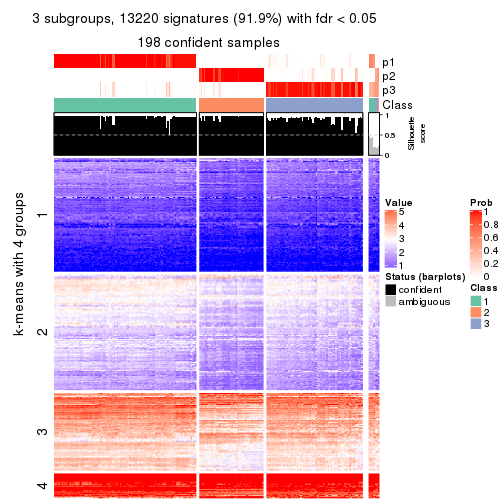 3 subgroups, 13220 signatures (91.9%) with fdr < 0.05
198 confident samples
p1
p2
p3
Class
1
0.5
0
Silhouette
score
k-means with 4 groups
1
2
3
4
Value
5
4
3
2
1
Status (barplots)
confident
ambiguous
Prob
1
0.8
0.6
0.4
0.2
0
Class
1
2
3